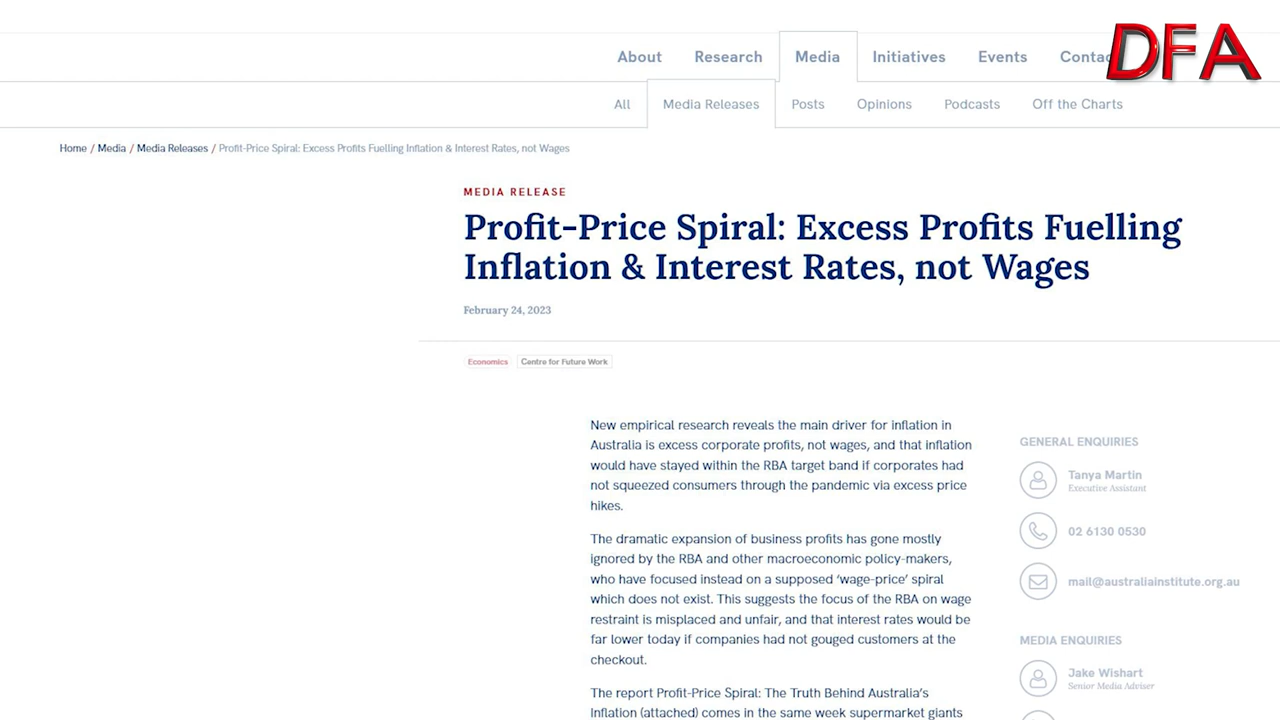 About Research Media Initiatives Events Contac
DFA
All Media Releases Posts Opinions Podcasts Off the Charts
Home / Media / Media Releases / Profit-Price Spiral: Excess Profits Fuelling Inflation & Interest Rates, not Wages
MEDIA RELEASE
Profit-Price Spiral: Excess Profits Fuelling
Inflation & Interest Rates, not Wages
February 24, 2023
Economics Centre for Future Work
New empirical research reveals the main driver for inflation in
Australia is excess corporate profits, not wages, and that inflation
would have stayed within the RBA target band if corporates had
not squeezed consumers through the pandemic via excess price
hikes.
The dramatic expansion of business profits has gone mostly
ignored by the RBA and other macroeconomic policy-makers,
who have focused instead on a supposed ‘wage-price’ spiral
which does not exist. This suggests the focus of the RBA on wage
restraint is misplaced and unfair, and that interest rates would be
far lower today if companies had not gouged customers at the
checkout.
The report Profit-Price Spiral: The Truth Behind Australia’s
Inflation (attached) comes in the same week supermarket giants
GENERAL ENQUIRIES
Tanya Martin
Executive Assistant
02 6130 0530
mail@australiainstitute.org.au
MEDIA ENQUIRIES
Jake Wishart
Senior Media Adviser